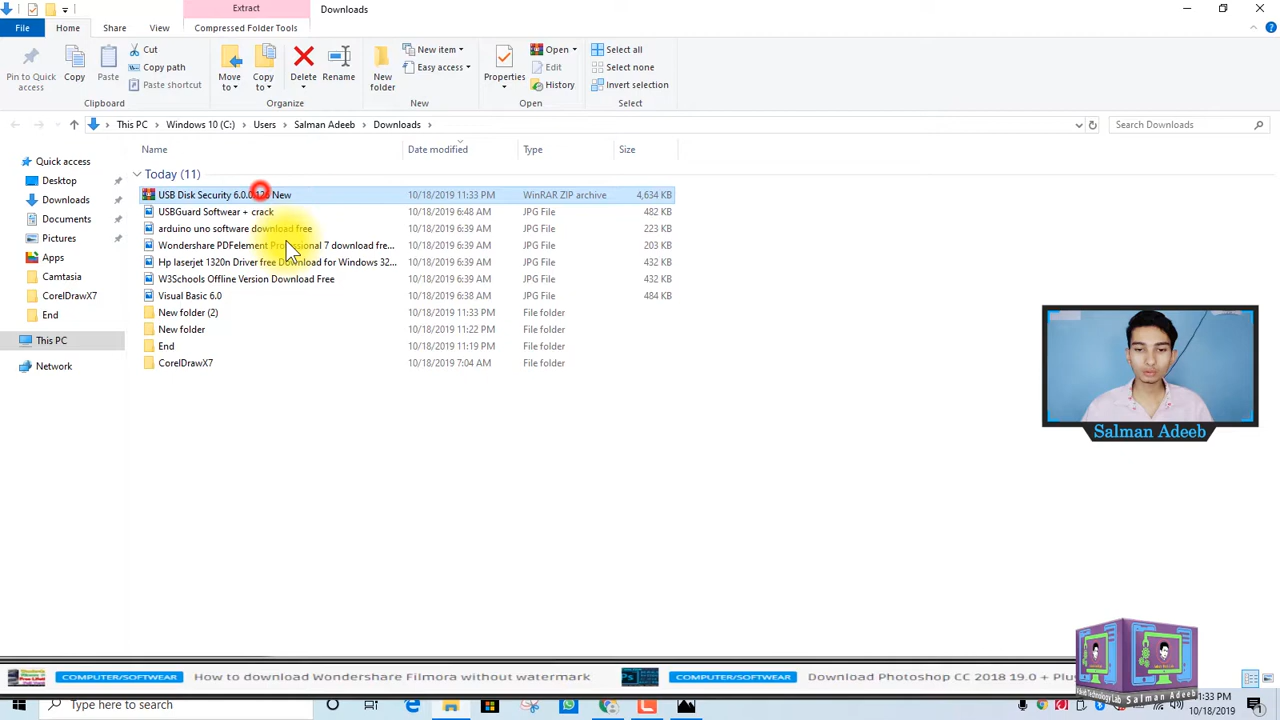 Extract
Downloads
File
Home
Share
View
Compressed Folder Tools
Pin to Quick access
Copy
Paste
Cut
Copy path
Paste shortcut
Clipboard
Move to
Copy to
Delete
Rename
Organize
New folder
New item
Easy access
New
Properties
Open
Edit
History
Open
Select all
Select none
Invert selection
Select
This PC > Windows 10 (C:) > Users > Salman Adeeb > Downloads >
Search Downloads
Name
Date modified
Type
Size
Quick access
Desktop
Downloads
Documents
Pictures
Apps
Camtasia
CorelDrawX7
End
This PC
Network
Today (11)
USB Disk Security 6.0.0. New 10/18/2019 11:33 PM WinRAR ZIP archive 4,634 KB
USBGuard Softwear + crack 10/18/2019 6:48 AM JPG File 482 KB
arduino uno software download free 10/18/2019 6:39 AM JPG File 223 KB
Wondershare PDFelement Professional 7 download fre... 10/18/2019 6:39 AM JPG File 203 KB
Hp laserjet 1320n Driver free Download for Windows 32... 10/18/2019 6:39 AM JPG File 432 KB
W3Schools Offline Version Download Free 10/18/2019 6:39 AM JPG File 432 KB
Visual Basic 6.0 10/18/2019 6:38 AM JPG File 484 KB
New folder (2) 10/18/2019 11:33 PM File folder
New folder 10/18/2019 11:22 PM File folder
End 10/18/2019 11:19 PM File folder
CorelDrawX7 10/18/2019 7:04 AM File folder
Salman Adeeb
COMPUTER/SOFTWARE How to download Wondershare Filmora without watermark
COMPUTER/SOFTWARE Download Photoshop CC 2018 19.0 + Plu
Salman Adeeb
Type here to search
:33 PM
10/18/2019